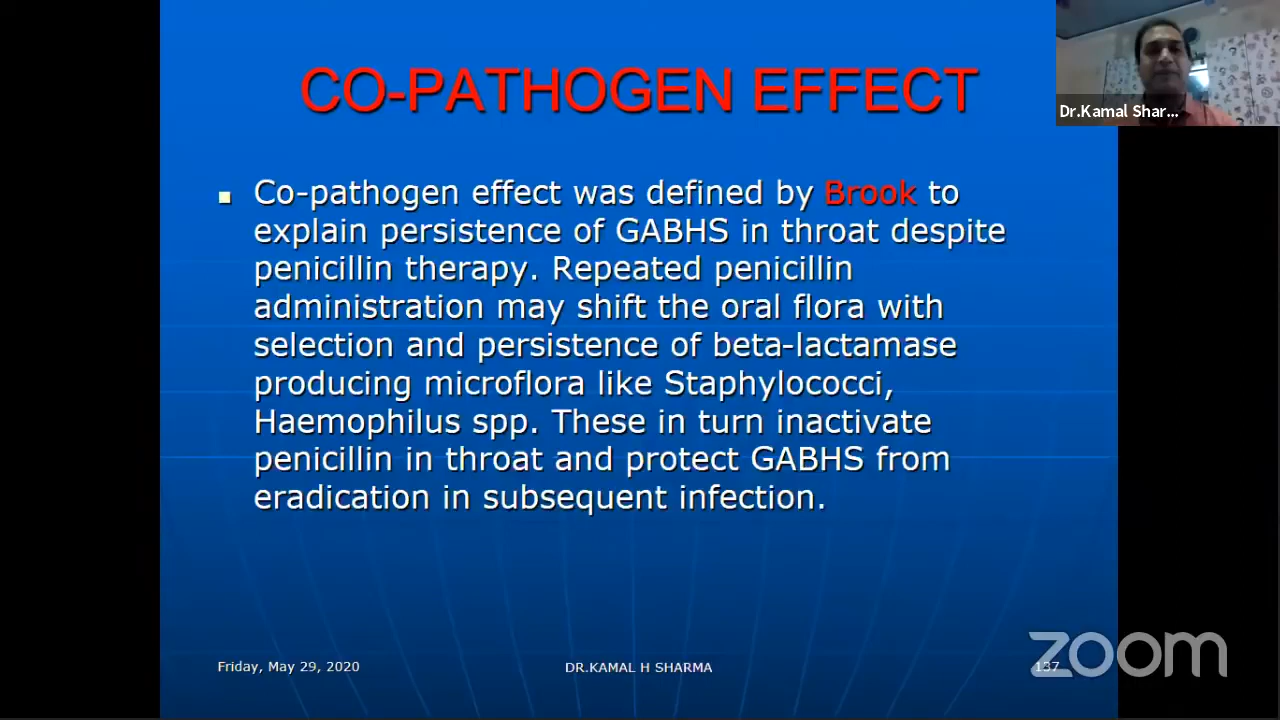 CO-PATHOGEN EFFECT
Dr.Kamal Shar...
Co-pathogen effect was defined by Brook to
explain persistence of GABHS in throat despite
penicillin therapy. Repeated penicillin
administration may shift the oral flora with
selection and persistence of beta-lactamase
producing microflora like Staphylococci,
Haemophilus spp. These in turn inactivate
penicillin in throat and protect GABHS from
eradication in subsequent infection.
Friday, May 29, 2020
DR.KAMAL H SHARMA
137
zoom